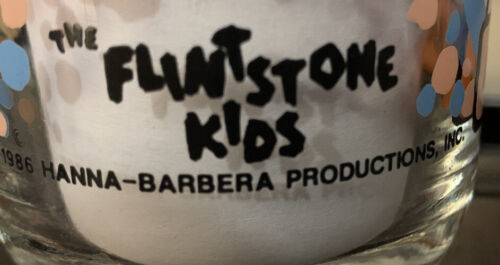 THE
FLINTSTONE
KIDS
1986 HANNA-BARBERA PRODUCTIONS, INC.